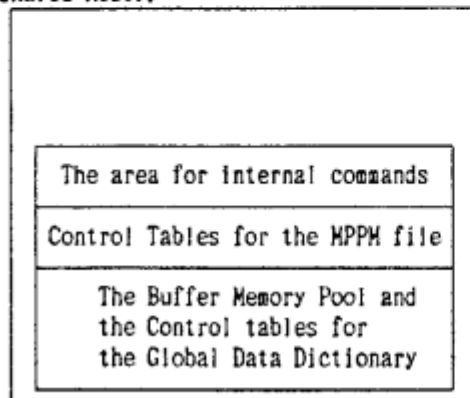 The area for internal commands
Control Tables for the MPPM file
The Buffer Memory Pool and
the Control tables for
the Global Data Dictionary